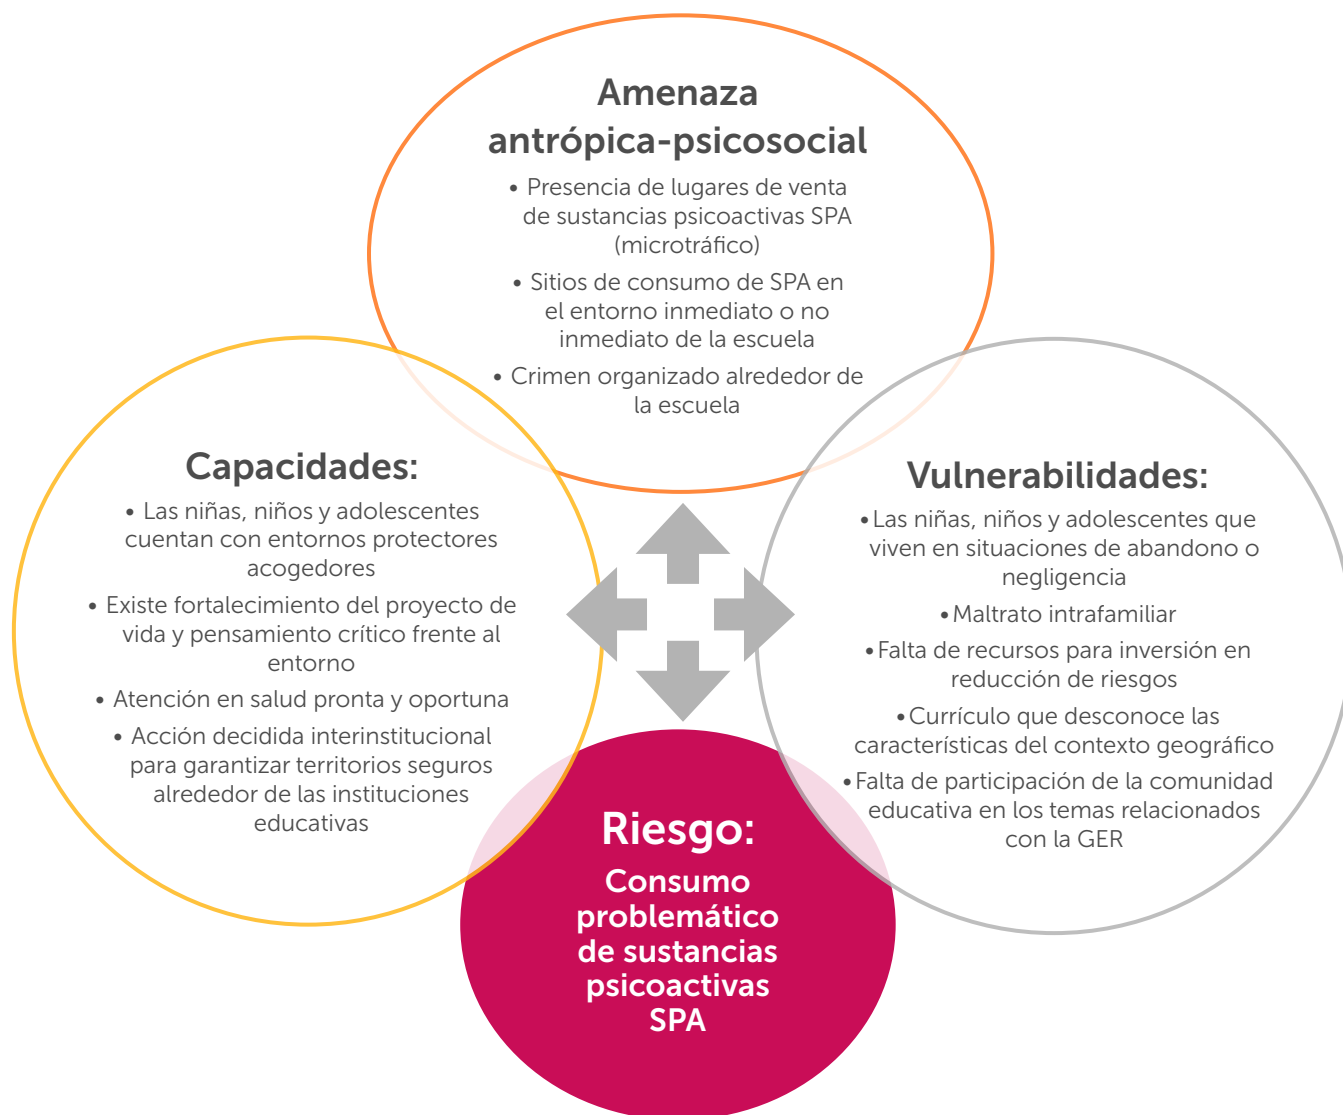 Amenaza
antrópica-psicosocial
• Presencia de lugares de venta
de sustancias psicoactivas SPA
(microtráfico)
• Sitios de consumo de SPA en
el entorno inmediato o no
inmediato de la escuela
• Crimen organizado alrededor de
la escuela
Capacidades:
• Las niñas, niños y adolescentes
cuentan con entornos protectores
acogedores
• Existe fortalecimiento del proyecto de
vida y pensamiento crítico frente al
entorno
• Atención en salud pronta y oportuna
• Acción decidida interinstitucional
para garantizar territorios seguros
alrededor de las instituciones
educativas
Vulnerabilidades:
• Las niñas, niños y adolescentes que
viven en situaciones de abandono o
negligencia
• Maltrato intrafamiliar
• Falta de recursos para inversión en
reducción de riesgos
• Currículo que desconoce las
características del contexto geográfico
• Falta de participación de la comunidad
educativa en los temas relacionados
con la GER
Riesgo:
Consumo
problemático
de sustancias
psicoactivas
SPA